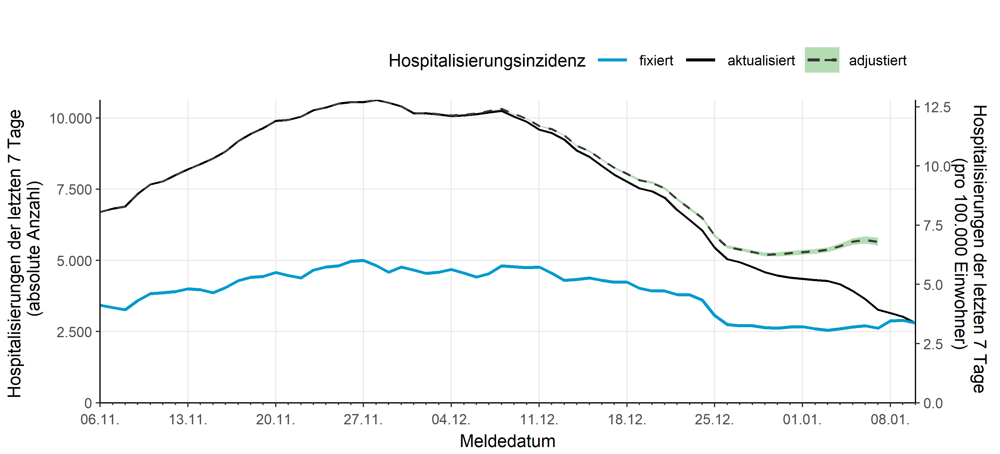 Hospitalisierungsinzidenz fixiert aktualisiert adjustiert
Hospitalisierungen der letzten 7 Tage
(absolute Anzahl)
10.000
7.500
5.000
2.500
0
12.5
10.0
7.5
5.0
2.5
0.0
Hospitalisierungen der letzten 7 Tage
(pro 100.000 Einwohner)
06.11. 13.11. 20.11. 27.11. 04.12. 11.12. 18.12. 25.12. 01.01. 08.01.
Meldedatum